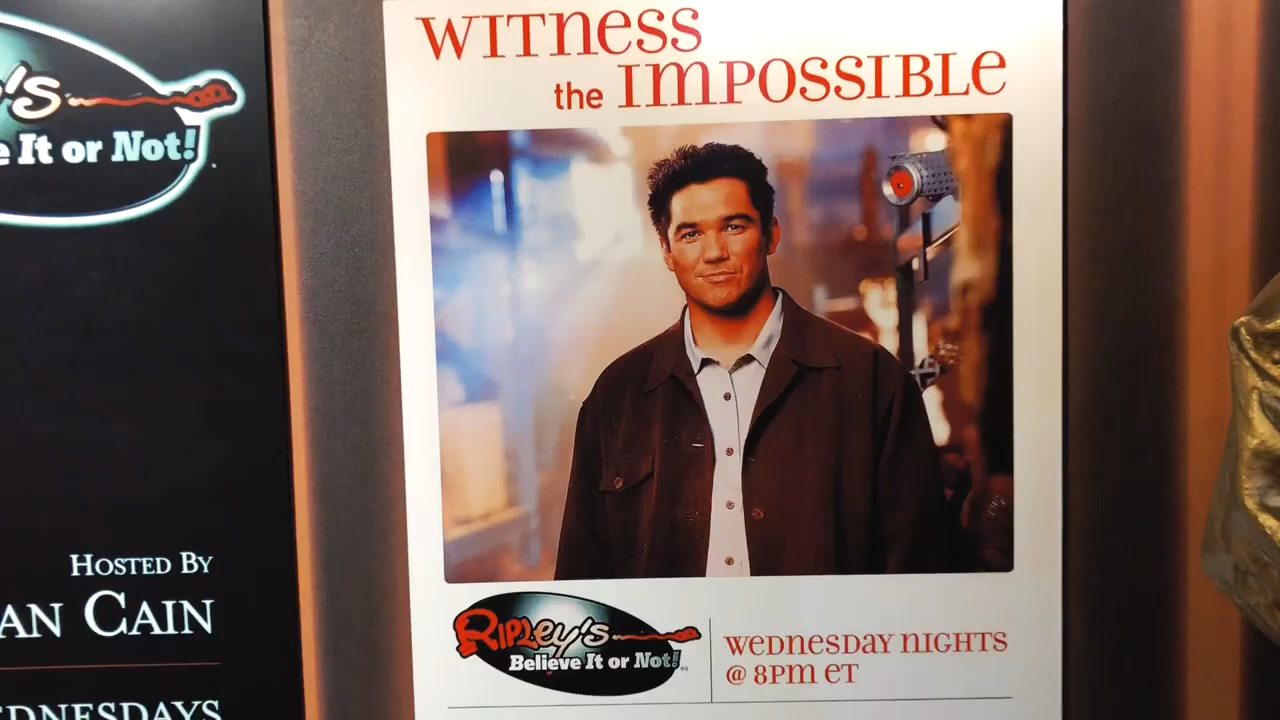 'S
It or Not!
HOSTED BY
AN CAIN
EDNESDAYS
WITNESS
the IMPOSSIBLE
RIPLEY'S
Believe It or Not!
WEDNESDAY NIGHTS
@ 8PM ET